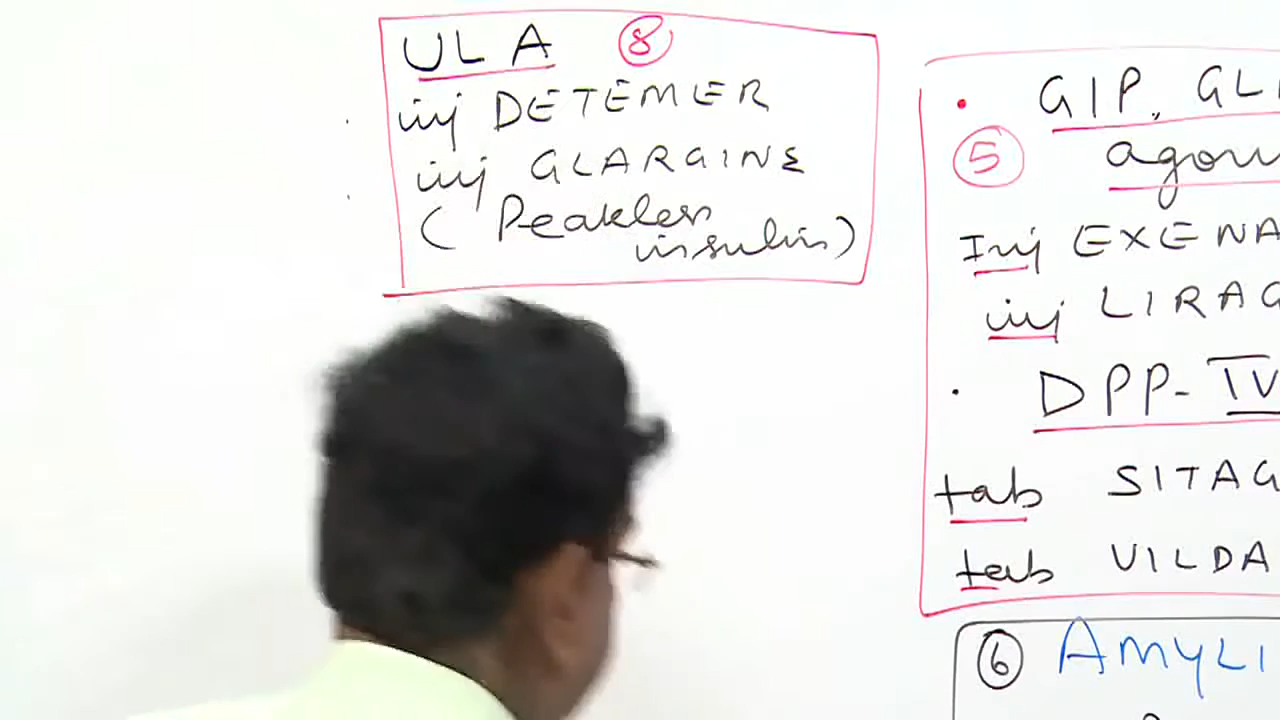 ULA 8
inj DETEMER
inj GLARGINE
(Peakless
insulin)
GIP, GL
5
agon
Inj EXENA
inj LIRAG
DPP-IV
tab SITAG
tab VILDA
6 AMYLI